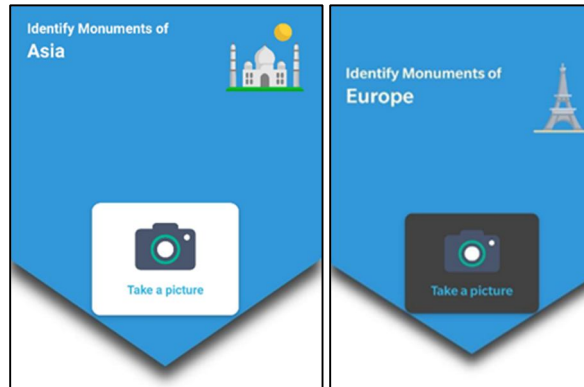 Identify Monuments of
Asia
Take a picture
Identify Monuments of
Europe
Take a picture